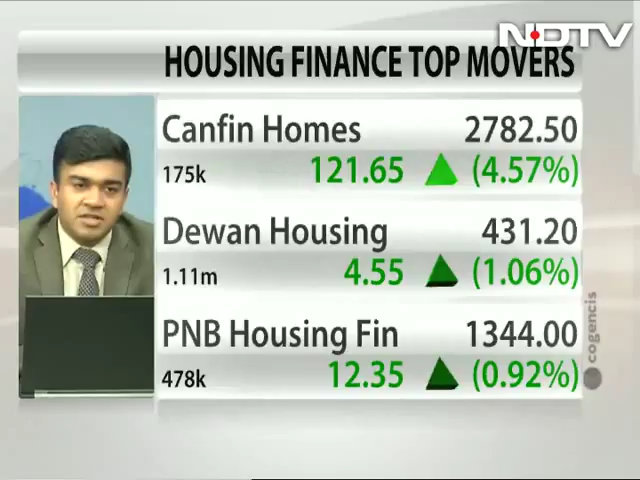 NDTV
HOUSING FINANCE TOP MOVERS
Canfin Homes 2782.50
175k 121.65 (4.57%)
Dewan Housing 431.20
1.11m 4.55 (1.06%)
PNB Housing Fin 1344.00
478k 12.35 (0.92%)
cogencis